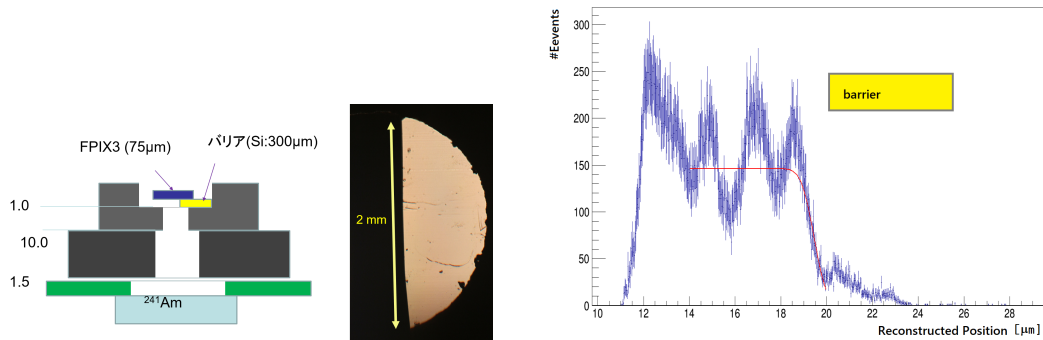 FPIX3 (75μm)
バリア(Si:300μm)
1.0
10.0
1.5
241Am
2 mm
#Eevents
300
250
200
150
100
50
0
barrier
10
12
14
16
18
20
22
24
26
28
Reconstructed Position [μm]